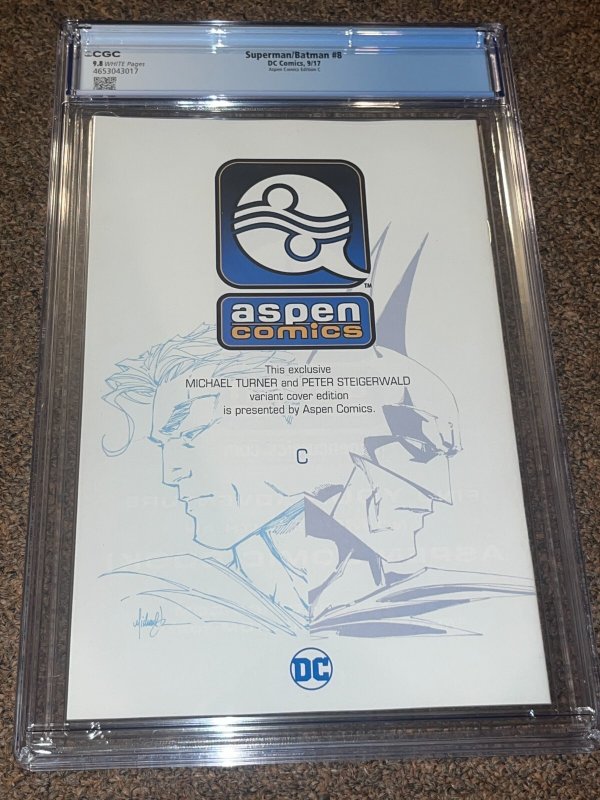 CGC
9.8 WHITE Pages
4653043017
Superman/Batman #8
DC Comics, 9/17
Aspen Comics Edition C
TM
aspen
comics
This exclusive
MICHAEL TURNER and PETER STEIGERWALD
variant cover edition
is presented by Aspen Comics.
C
DC